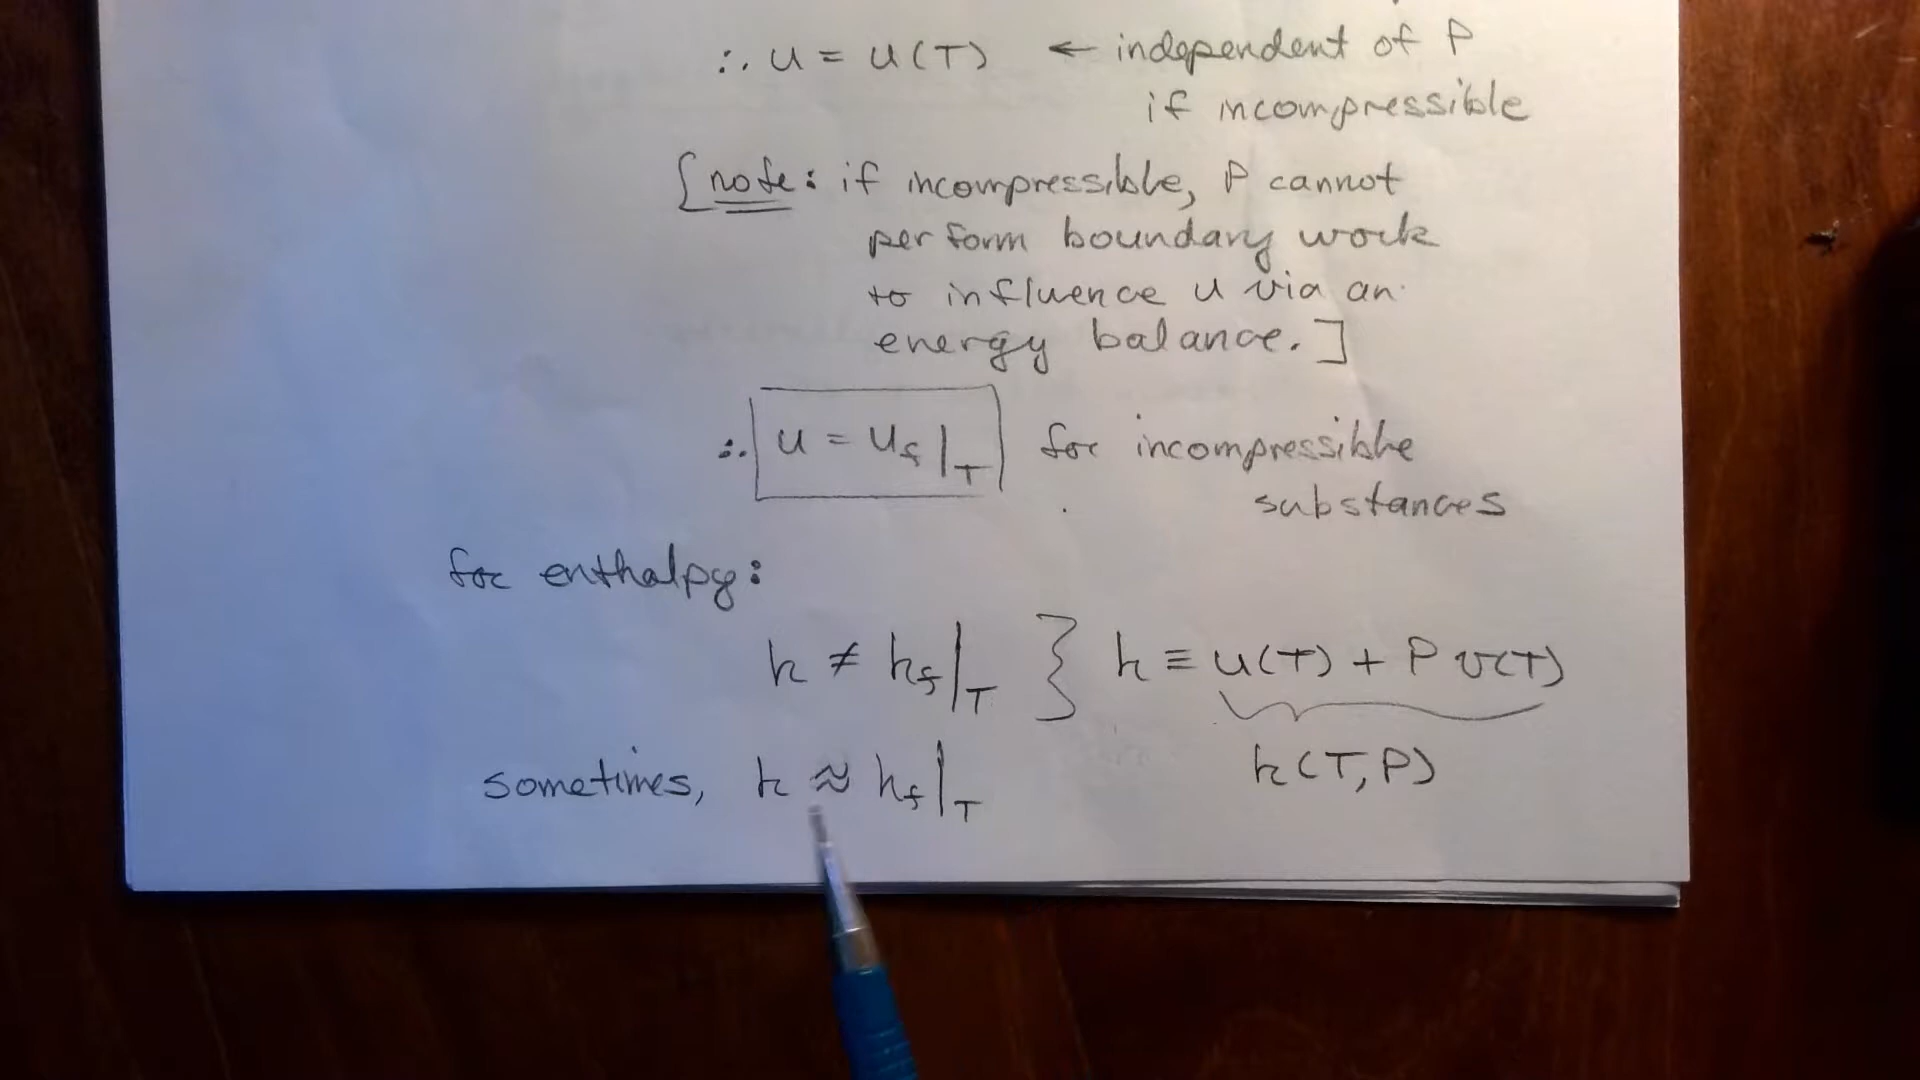 ∴ u = u(T) ← independent of P
if incompressible
[note: if incompressible, P cannot
perform boundary work
to influence u via an
energy balance.]
∴ u = u_f|_T for incompressible
substances
for enthalpy:
h ≠ h_f|_T } h ≡ u(T) + P v(T)
h(T,P)
sometimes, h ≈ h_f|_T